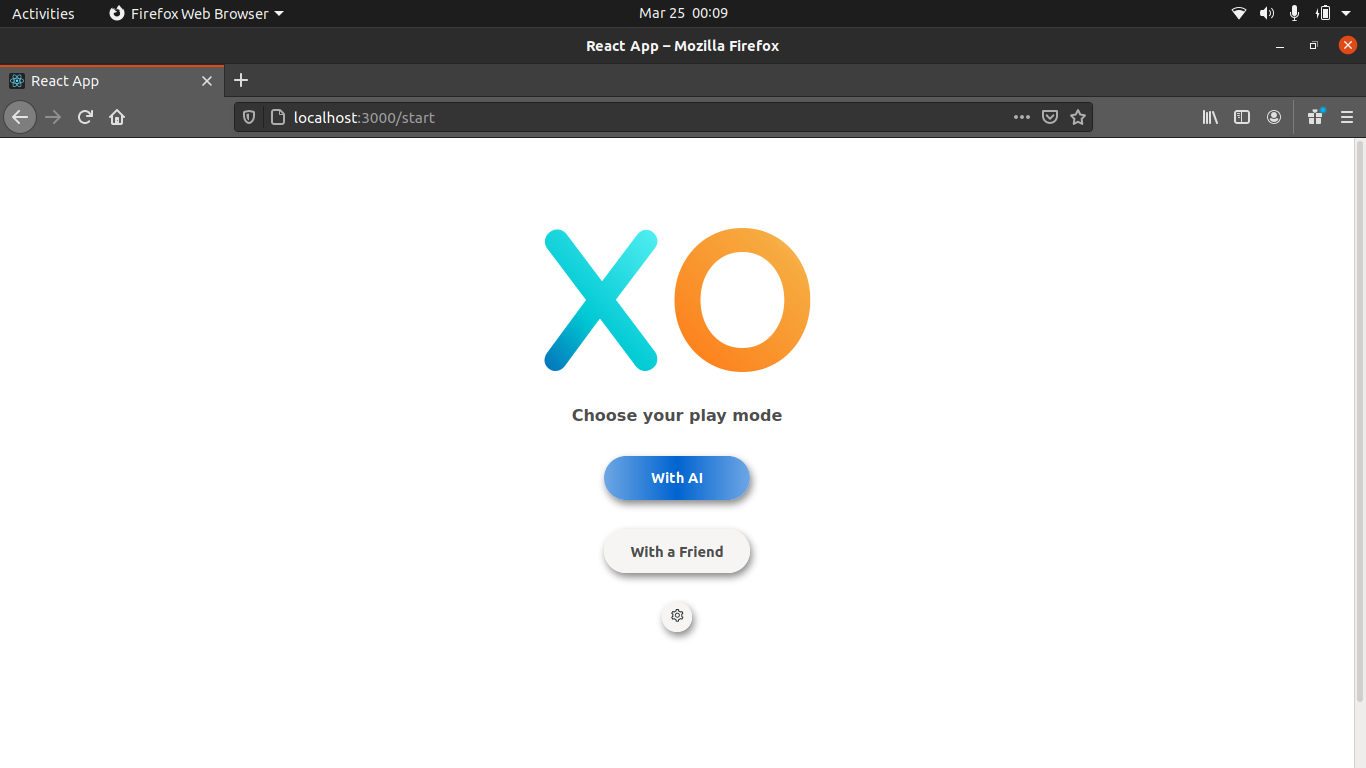 Activities Firefox Web Browser Mar 25 00:09
React App – Mozilla Firefox
React App
localhost:3000/start
XO
Choose your play mode
With AI
With a Friend